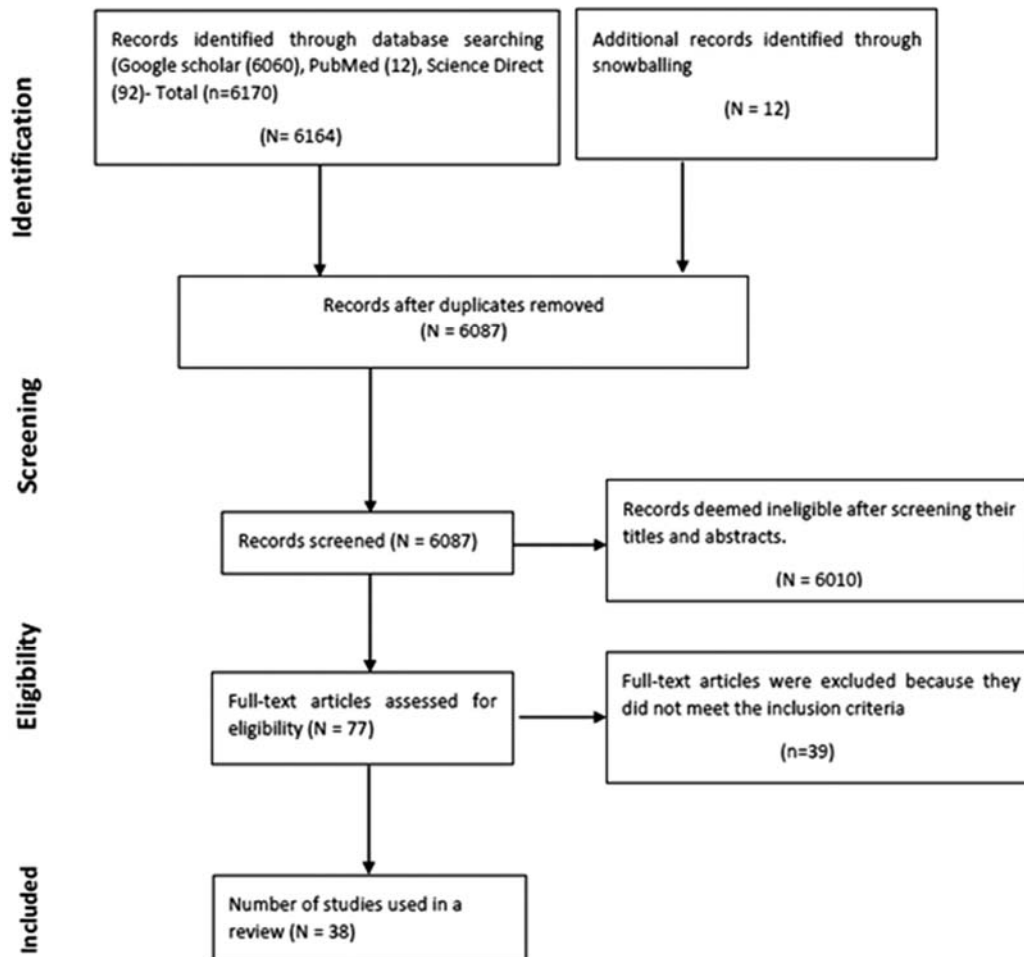 Identification
Records identified through database searching
(Google scholar (6060), PubMed (12), Science Direct
(92)- Total (n=6170)
(N= 6164)
Additional records identified through
snowballing
(N = 12)
Records after duplicates removed
(N = 6087)
Screening
Records screened (N = 6087)
Records deemed ineligible after screening their
titles and abstracts.
(N = 6010)
Eligibility
Full-text articles assessed for
eligibility (N = 77)
Full-text articles were excluded because they
did not meet the inclusion criteria
(n=39)
Included
Number of studies used in a
review (N = 38)